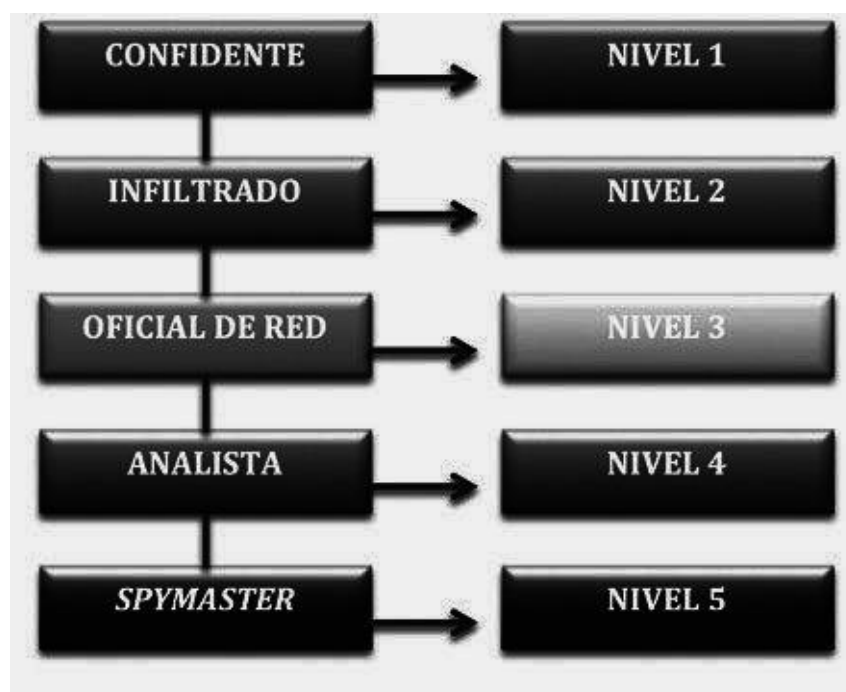 CONFIDENTE
NIVEL 1
INFILTRADO
NIVEL 2
OFICIAL DE RED
NIVEL 3
ANALISTA
NIVEL 4
SPYMASTER
NIVEL 5